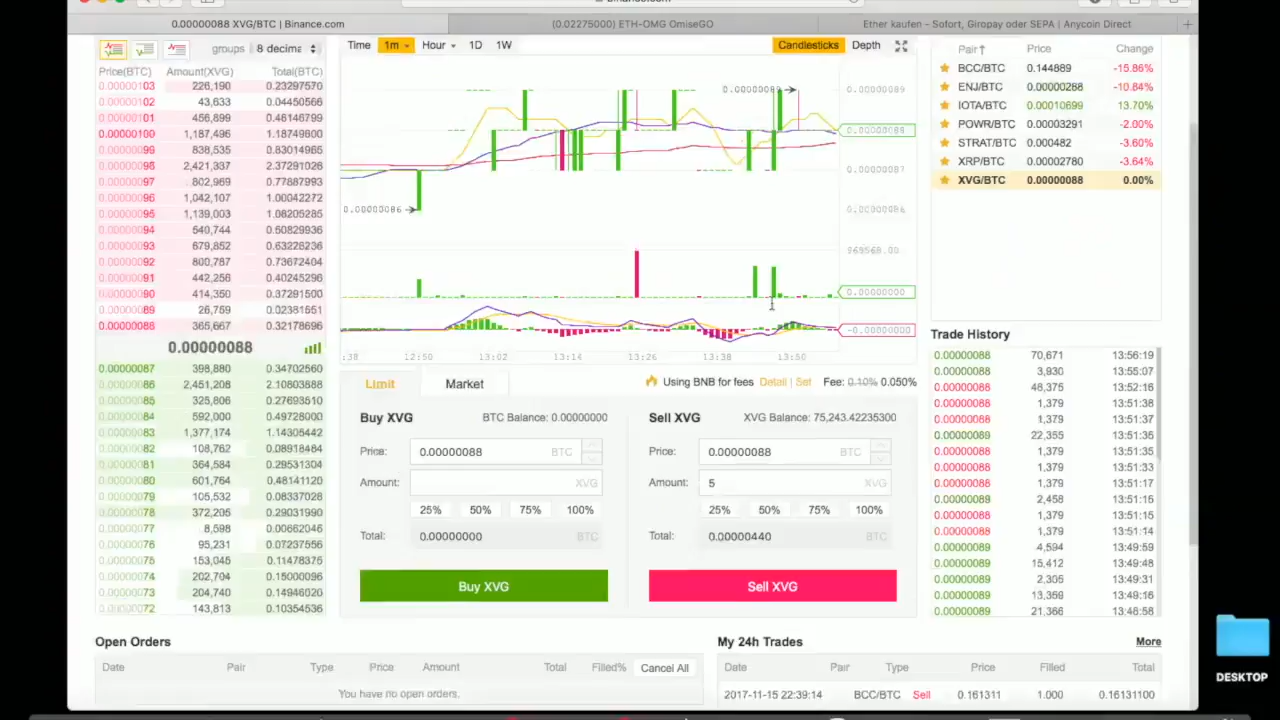 0.00000088 XVG/BTC | Binance.com
(0.02275000) ETH-OMG OmiseGO
Ether kaufen – Sofort, Giropay oder SEPA | Anycoin Direct
groups 8 decima
Price(BTC) Amount(XVG) Total(BTC)
0.00000103 226,190 0.23297570
0.00000102 43,633 0.04450566
0.00000101 456,899 0.46146799
0.00000100 1,187,496 1.18749600
0.00000099 838,535 0.83014965
0.00000098 2,421,337 2.37291026
0.00000097 802,969 0.77887993
0.00000096 1,042,107 1.00042272
0.00000095 1,139,003 1.08205285
0.00000094 540,744 0.50829936
0.00000093 679,852 0.63226236
0.00000092 800,787 0.73672404
0.00000091 442,256 0.40245296
0.00000090 414,350 0.37291500
0.00000089 26,759 0.02381551
0.00000088 365,667 0.32178696
0.00000088
0.00000087 398,880 0.34702560
0.00000086 2,451,208 2.10803888
0.00000085 325,806 0.27693510
0.00000084 592,000 0.49728000
0.00000083 1,377,174 1.14305442
0.00000082 108,762 0.08918484
0.00000081 364,584 0.29531304
0.00000080 601,764 0.48141120
0.00000079 105,532 0.08337028
0.00000078 372,205 0.29031990
0.00000077 8,598 0.00662046
0.00000076 95,231 0.07237556
0.00000075 153,045 0.11478375
0.00000074 202,704 0.15000096
0.00000073 204,740 0.14946020
0.00000072 143,813 0.10354536
Time 1m Hour 1D 1W Candlesticks Depth
0.00000089
0.00000089
0.00000088
0.00000087
0.00000086
0.00000086
969568.00
0.00000000
-0.00000000
:38 12:50 13:02 13:14 13:26 13:38 13:50
Limit Market Using BNB for fees Detail | Set Fee: 0.10% 0.050%
Buy XVG BTC Balance: 0.00000000
Price: 0.00000088 BTC
Amount: XVG
25% 50% 75% 100%
Total: 0.00000000 BTC
Buy XVG
Sell XVG XVG Balance: 75,243.42235300
Price: 0.00000088 BTC
Amount: 5 XVG
25% 50% 75% 100%
Total: 0.00000440 BTC
Sell XVG
Pair Price Change
BCC/BTC 0.144889 -15.86%
ENJ/BTC 0.00000288 -10.84%
IOTA/BTC 0.00010699 13.70%
POWR/BTC 0.00003291 -2.00%
STRAT/BTC 0.000482 -3.60%
XRP/BTC 0.00002780 -3.64%
XVG/BTC 0.00000088 0.00%
Trade History
0.00000088 70,671 13:56:19
0.00000088 3,930 13:55:07
0.00000088 48,375 13:52:16
0.00000088 1,379 13:51:38
0.00000088 1,379 13:51:37
0.00000089 22,355 13:51:36
0.00000088 1,379 13:51:35
0.00000088 1,379 13:51:33
0.00000088 1,379 13:51:17
0.00000089 2,458 13:51:15
0.00000088 1,379 13:51:15
0.00000088 1,379 13:51:14
0.00000089 4,594 13:49:59
0.00000089 15,412 13:49:48
0.00000089 2,305 13:49:31
0.00000089 13,369 13:49:16
0.00000089 21,366 13:48:58
Open Orders
Date Pair Type Price Amount Total Filled% Cancel All
You have no open orders.
My 24h Trades More
Date Pair Type Price Filled Total
2017-11-15 22:39:14 BCC/BTC Sell 0.161311 1.000 0.16131100
DESKTOP